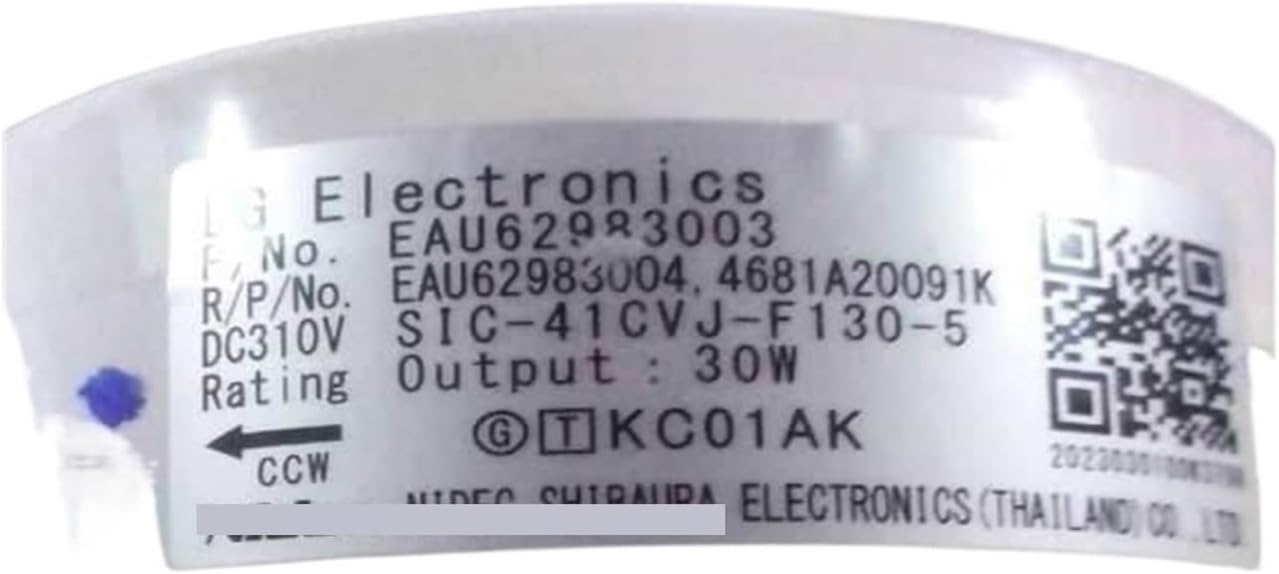 LG Electronics
P/No. EAU62983003
R/P/No. EAU62983004, 4681A20091K
DC310V SIC-41CVJ-F130-5
Rating Output : 30W
G T KC01AK
CCW
NIDEC SHIBAURA ELECTRONICS (THAILAND) CO.,LTD